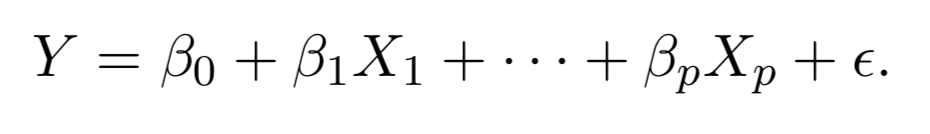 Y = β₀ + β₁X₁ + ⋯ + βₚXₚ + ϵ.